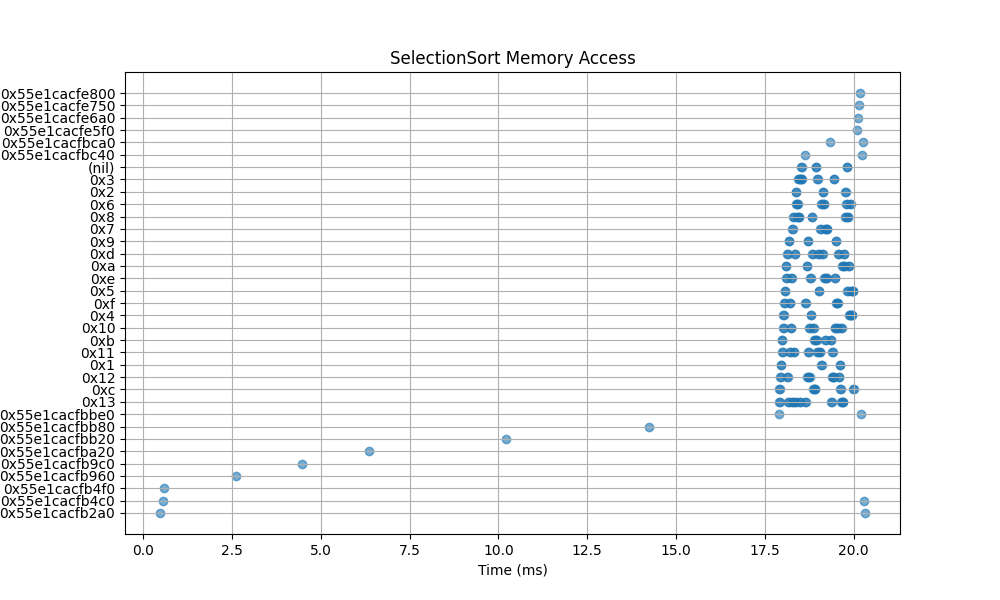 SelectionSort Memory Access
0x55e1cacfe800
0x55e1cacfe750
0x55e1cacfe6a0
0x55e1cacfe5f0
0x55e1cacfbca0
0x55e1cacfbc40
(nil)
0x3
0x2
0x6
0x8
0x7
0x9
0xd
0xa
0xe
0x5
0xf
0x4
0x10
0xb
0x11
0x1
0x12
0xc
0x13
0x55e1cacfbbe0
0x55e1cacfbb80
0x55e1cacfbb20
0x55e1cacfba20
0x55e1cacfb9c0
0x55e1cacfb960
0x55e1cacfb4f0
0x55e1cacfb4c0
0x55e1cacfb2a0
0.0 2.5 5.0 7.5 10.0 12.5 15.0 17.5 20.0
Time (ms)